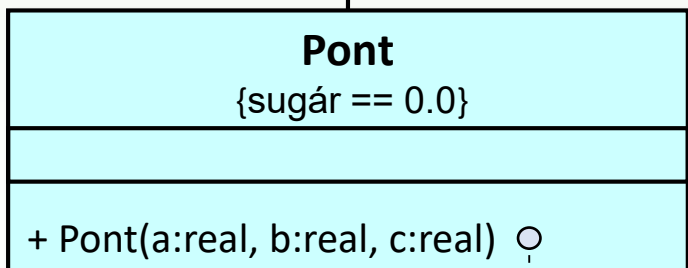 Pont
{sugár == 0.0}
+ Pont(a:real, b:real, c:real)